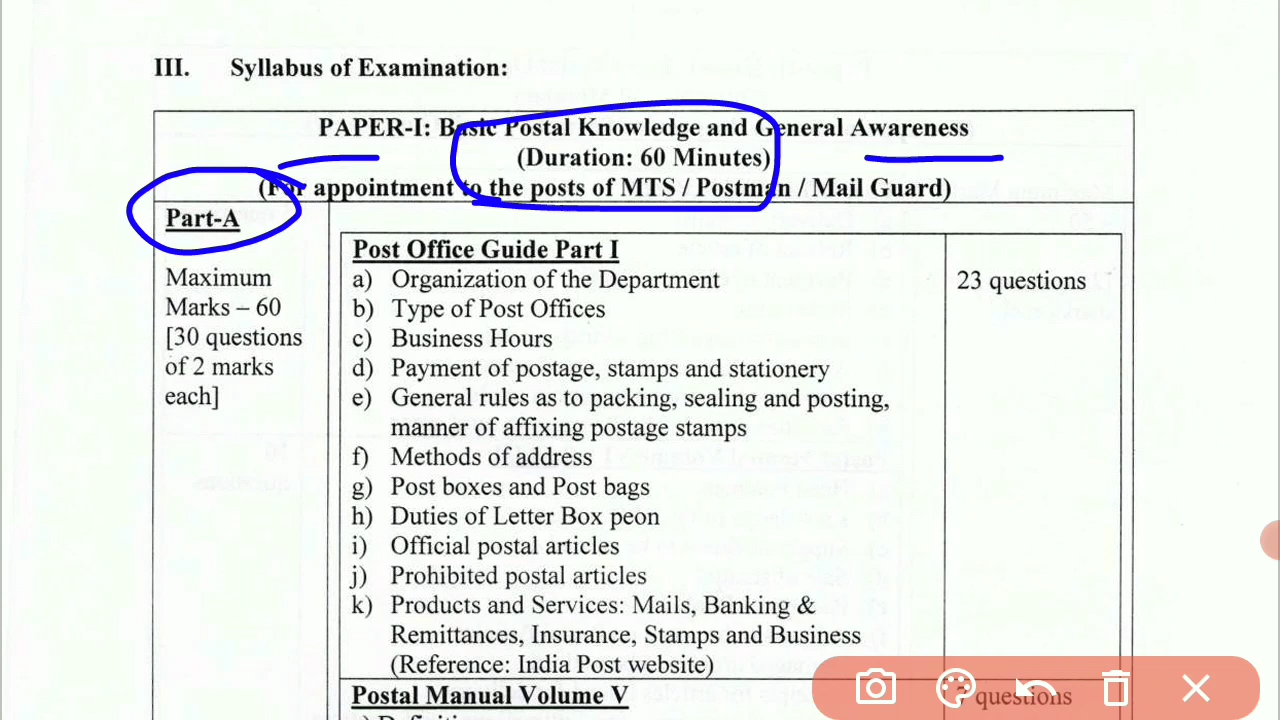 III. Syllabus of Examination:
PAPER-I: Basic Postal Knowledge and General Awareness
(Duration: 60 Minutes)
(For appointment to the posts of MTS / Postman / Mail Guard)
Part-A
Maximum
Marks – 60
[30 questions
of 2 marks
each]
Post Office Guide Part I
a) Organization of the Department
b) Type of Post Offices
c) Business Hours
d) Payment of postage, stamps and stationery
e) General rules as to packing, sealing and posting,
manner of affixing postage stamps
f) Methods of address
g) Post boxes and Post bags
h) Duties of Letter Box peon
i) Official postal articles
j) Prohibited postal articles
k) Products and Services: Mails, Banking &
Remittances, Insurance, Stamps and Business
(Reference: India Post website)
23 questions
Postal Manual Volume V
7 questions